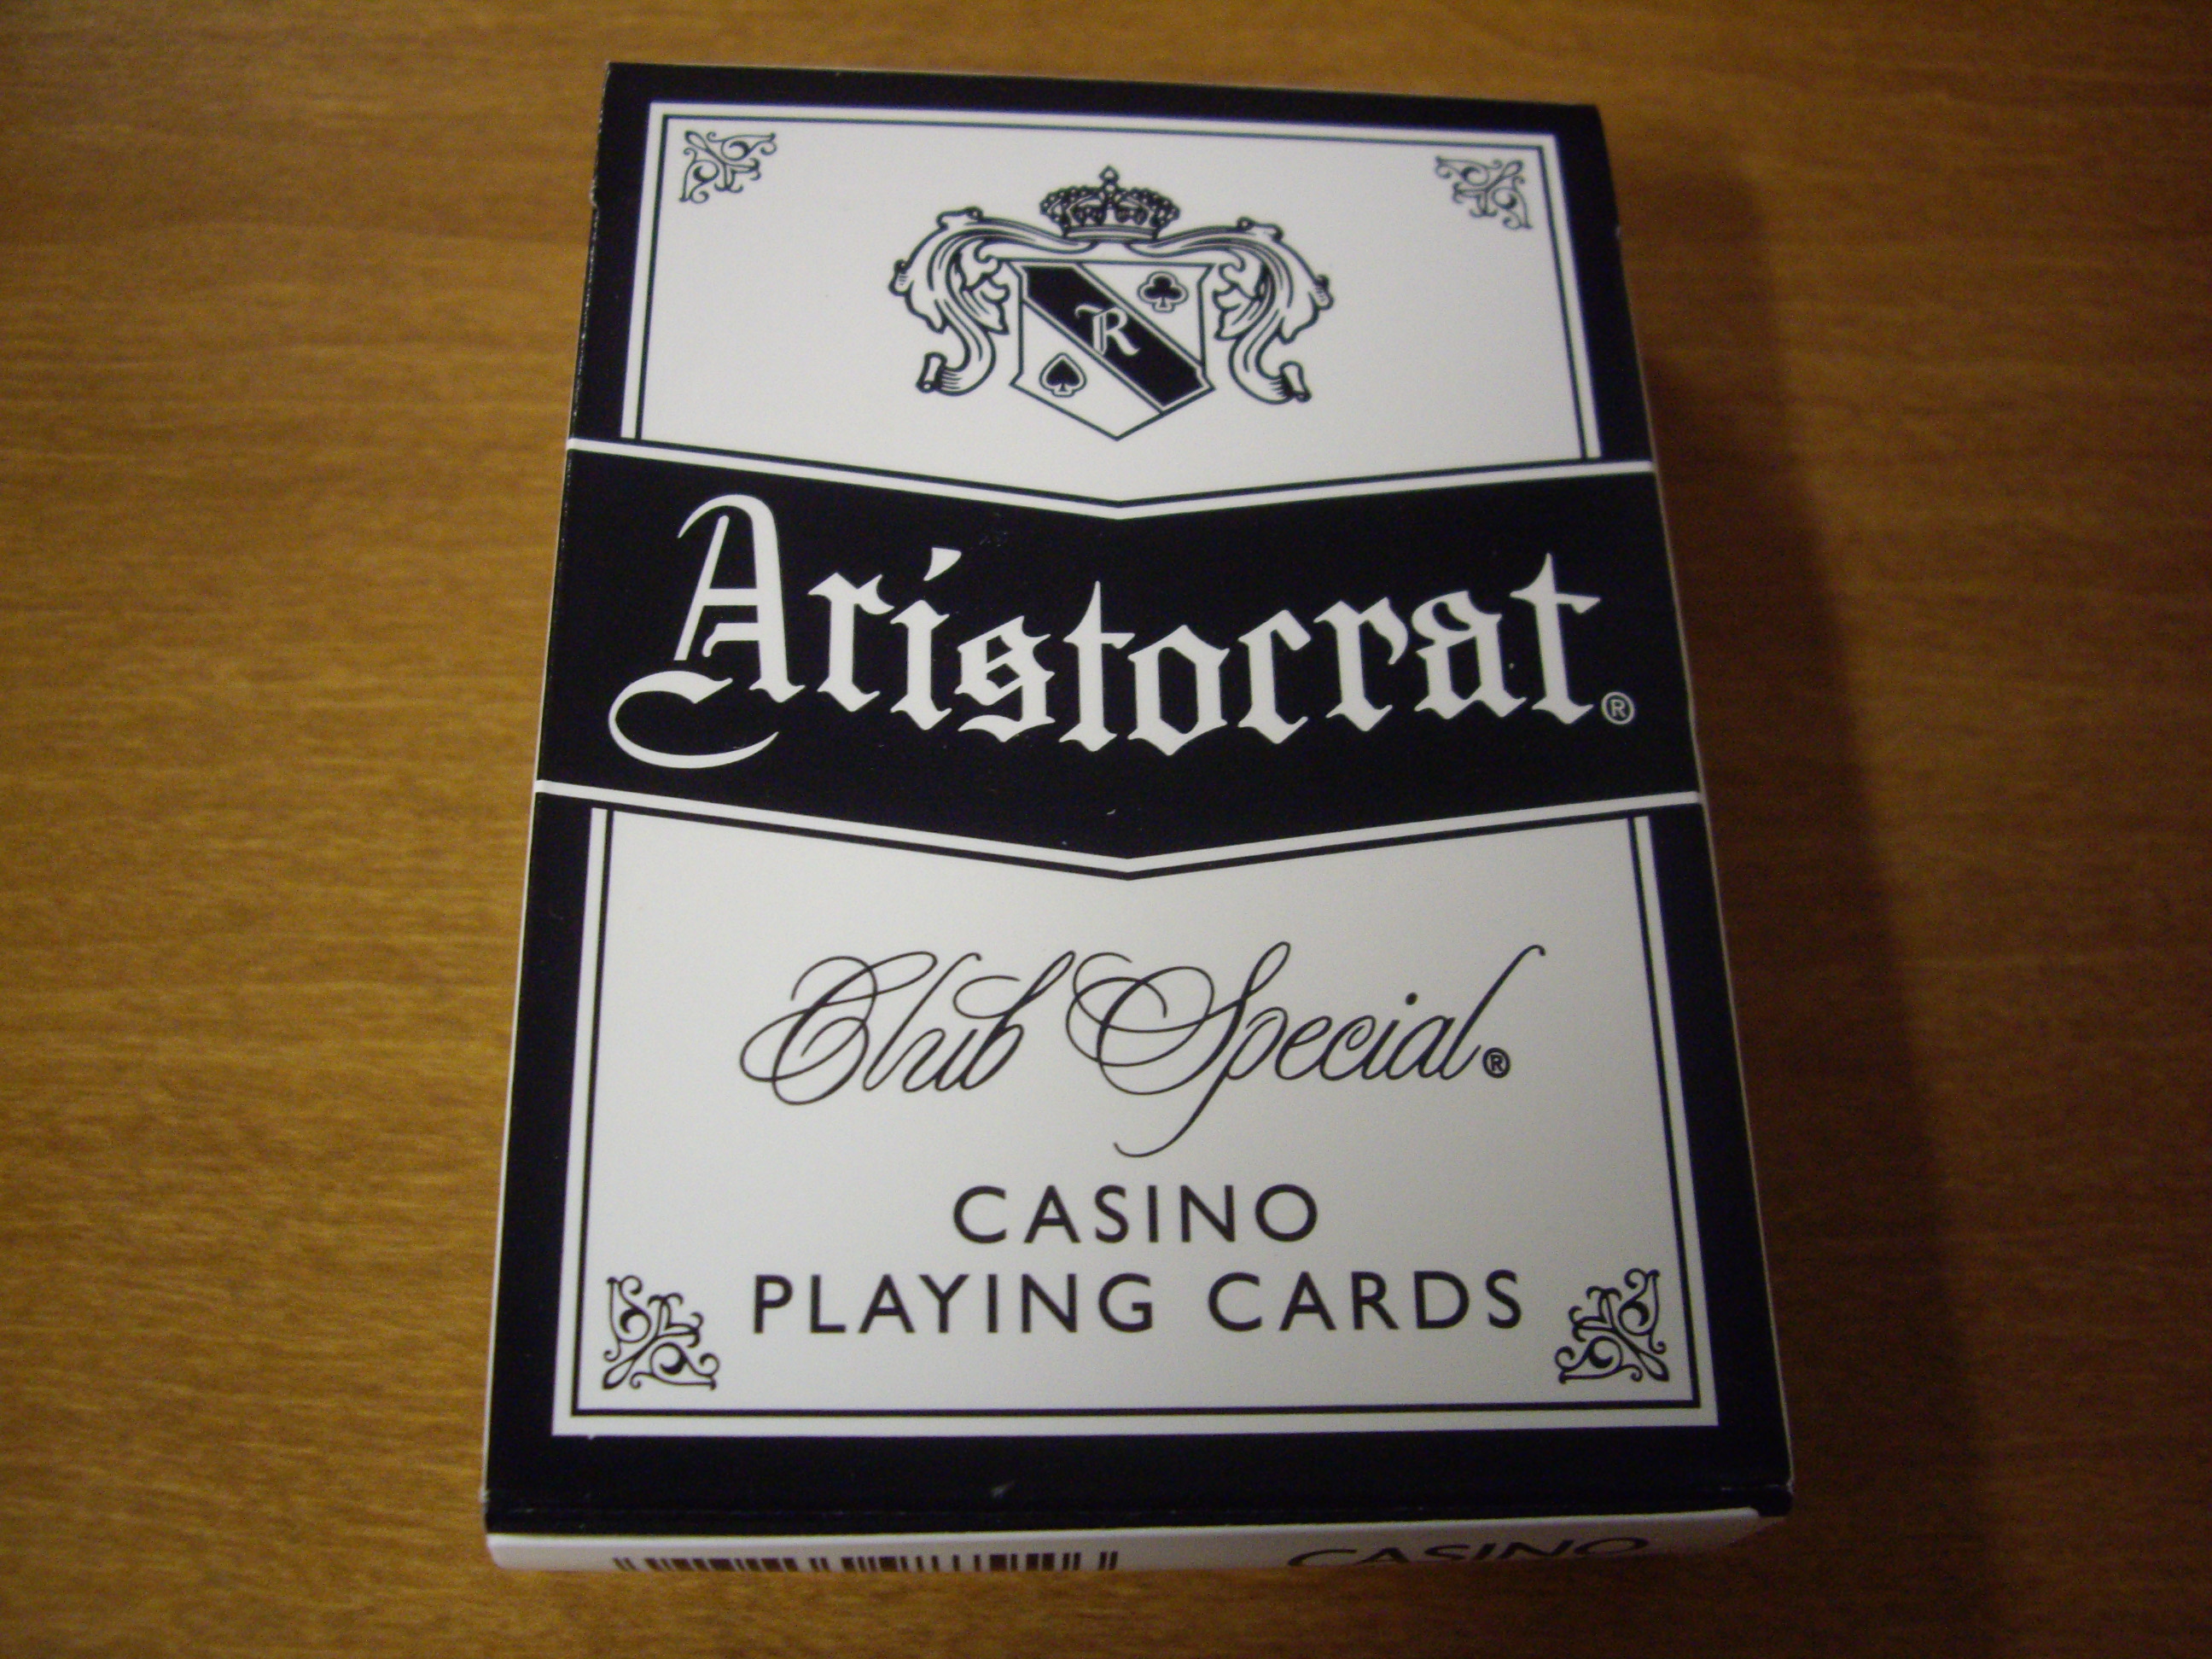 R
Aristocrat®
Club Special®
CASINO
PLAYING CARDS
CASINO